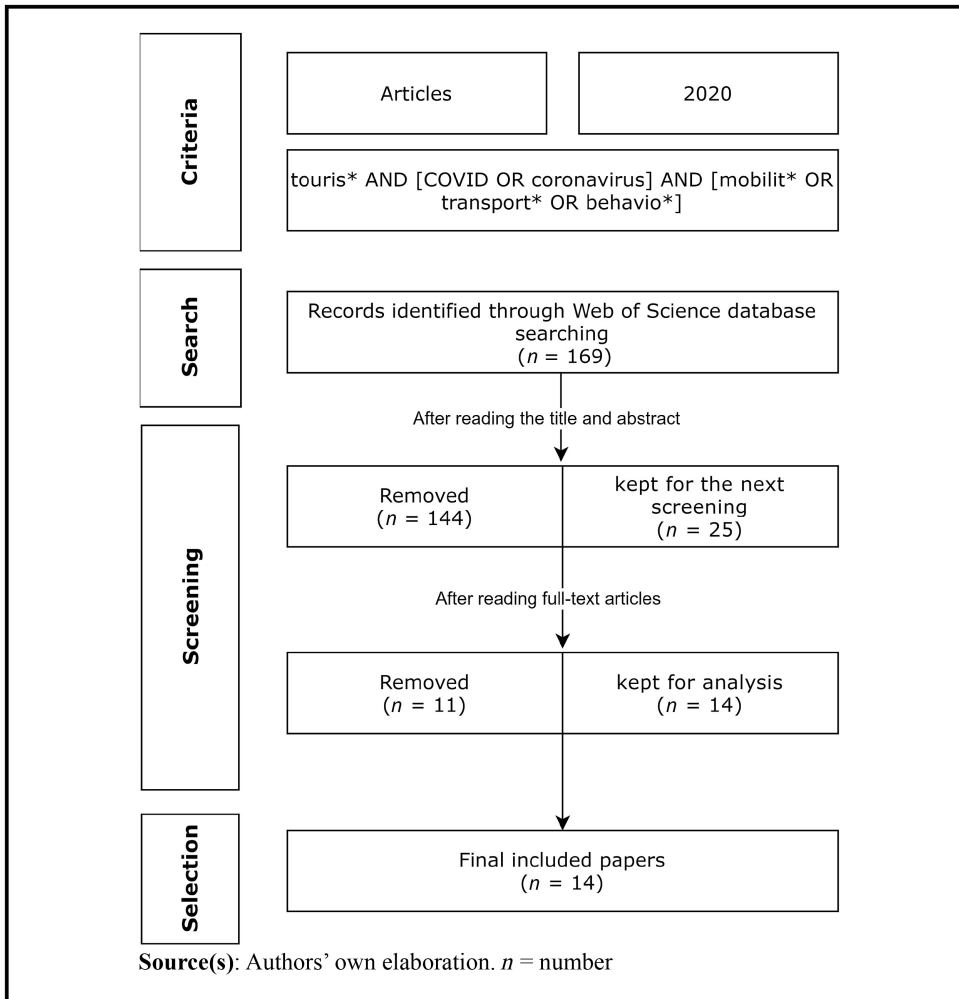 Criteria
Articles
2020
touris* AND [COVID OR coronavirus] AND [mobilit* OR
transport* OR behavio*]
Search
Records identified through Web of Science database
searching
(n = 169)
After reading the title and abstract
Screening
Removed
(n = 144)
kept for the next
screening
(n = 25)
After reading full-text articles
Removed
(n = 11)
kept for analysis
(n = 14)
Selection
Final included papers
(n = 14)
Source(s): Authors’ own elaboration. n = number